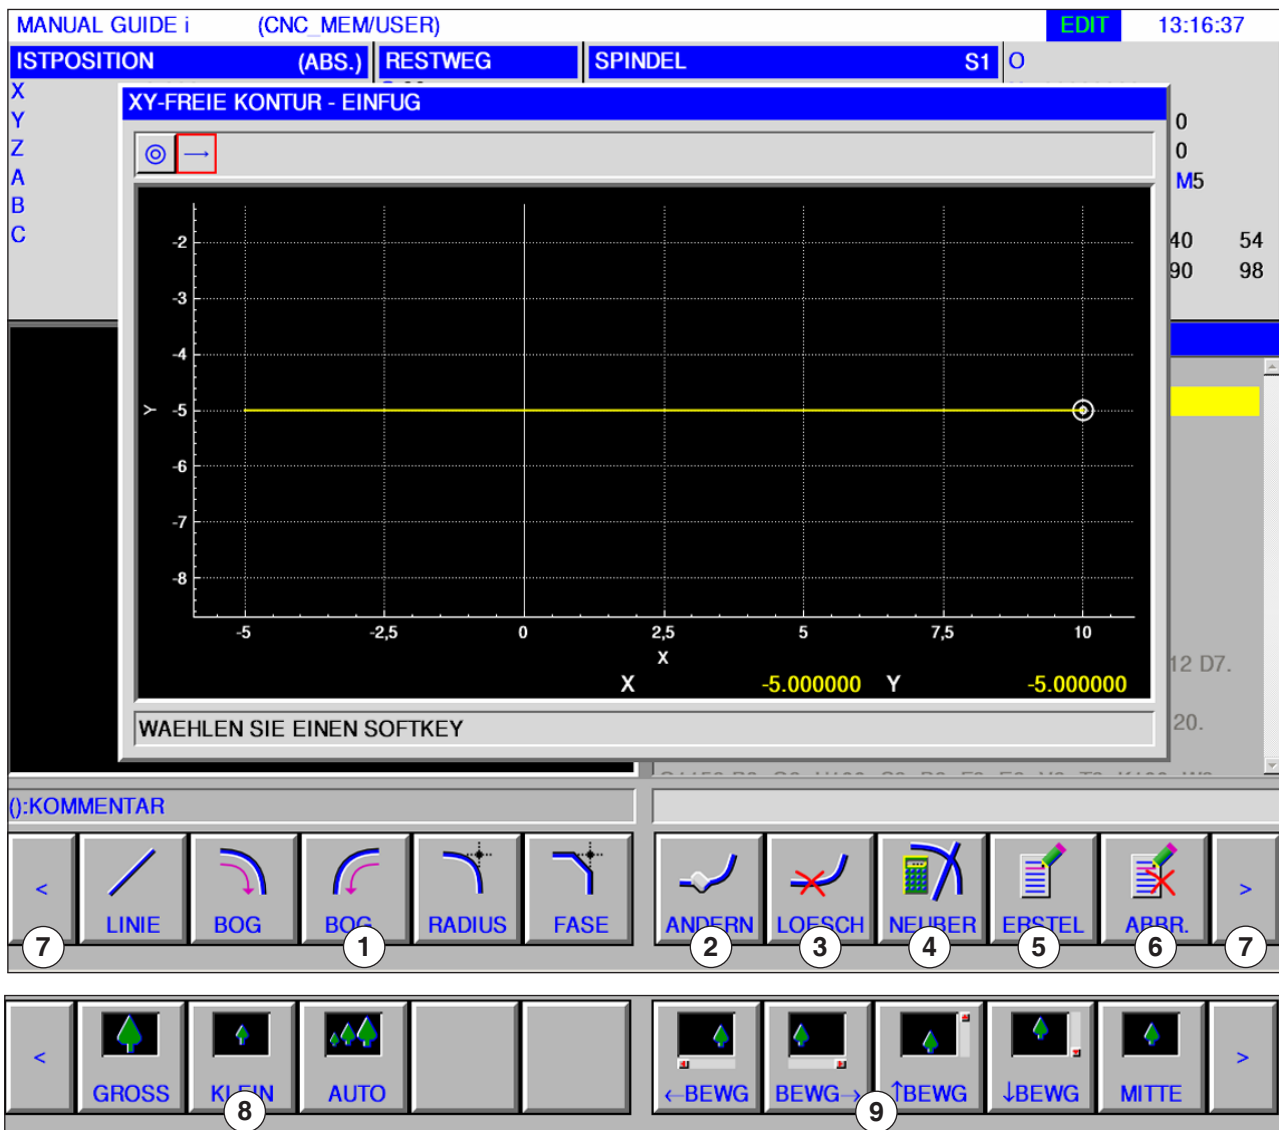 MANUAL GUIDE i (CNC_MEM/USER) EDIT 13:16:37
ISTPOSITION (ABS.) RESTWEG SPINDEL S1 O
X
Y 0
Z 0
A M5
B
C 40 54
90 98
XY-FREIE KONTUR - EINFUG
-2
-3
-4
Y -5
-6
-7
-8
-5 -2,5 0 2,5 5 7,5 10
X
X -5.000000 Y -5.000000
12 D7.
20.
WAEHLEN SIE EINEN SOFTKEY
():KOMMENTAR
< LINIE BOG BOG RADIUS FASE ANDERN LOESCH NEUBER ERSTEL ABBR. >
7 1 2 3 4 5 6 7
< GROSS KLEIN AUTO ←BEWG BEWG→ ↑BEWG ↓BEWG MITTE >
8 9